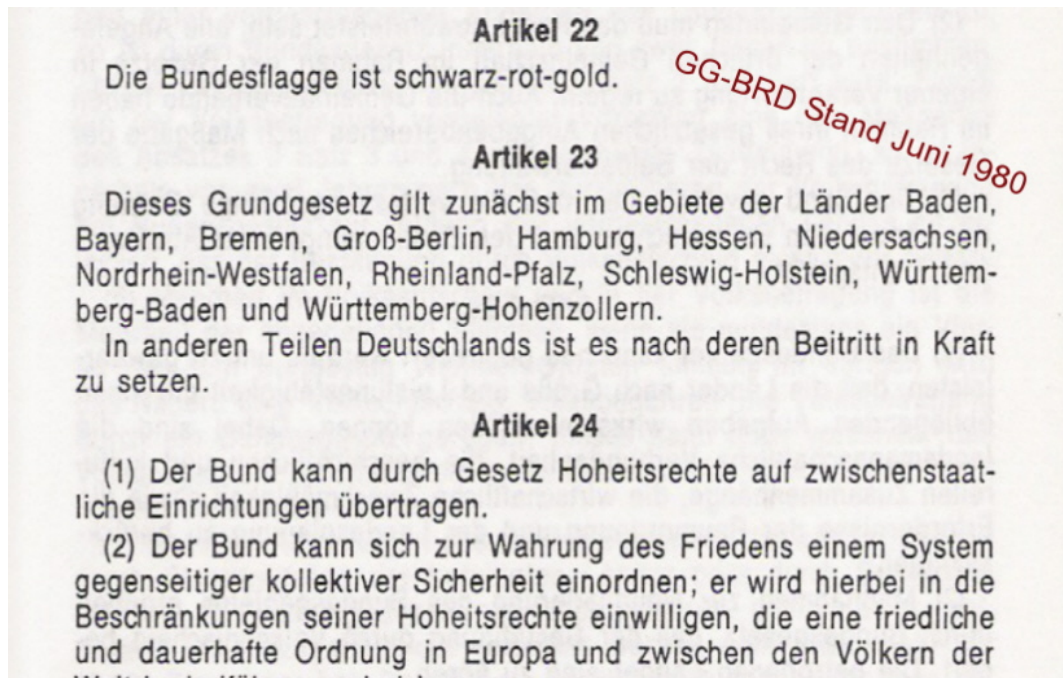 Artikel 22
Die Bundesflagge ist schwarz-rot-gold.
GG-BRD Stand Juni 1980
Artikel 23
Dieses Grundgesetz gilt zunächst im Gebiete der Länder Baden,
Bayern, Bremen, Groß-Berlin, Hamburg, Hessen, Niedersachsen,
Nordrhein-Westfalen, Rheinland-Pfalz, Schleswig-Holstein, Württem-
berg-Baden und Württemberg-Hohenzollern.
In anderen Teilen Deutschlands ist es nach deren Beitritt in Kraft
zu setzen.
Artikel 24
(1) Der Bund kann durch Gesetz Hoheitsrechte auf zwischenstaat-
liche Einrichtungen übertragen.
(2) Der Bund kann sich zur Wahrung des Friedens einem System
gegenseitiger kollektiver Sicherheit einordnen; er wird hierbei in die
Beschränkungen seiner Hoheitsrechte einwilligen, die eine friedliche
und dauerhafte Ordnung in Europa und zwischen den Völkern der